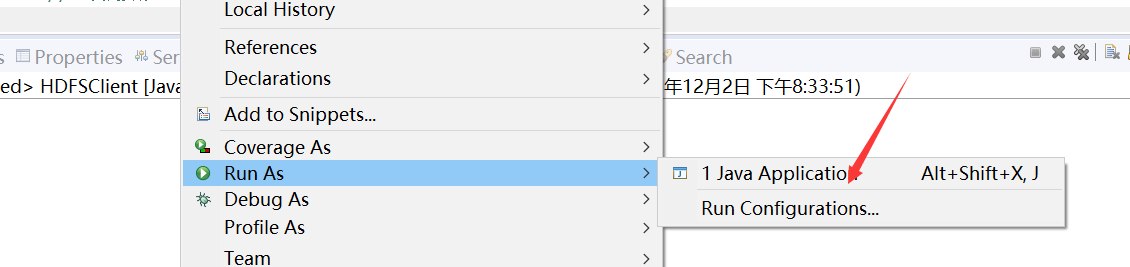 Local History
References
Properties
Search
Declarations
HDFSClient [Java
年12月2日 下午8:33:51)
Add to Snippets...
Coverage As
Run As
1 Java Application Alt+Shift+X, J
Debug As
Run Configurations...
Profile As
Team